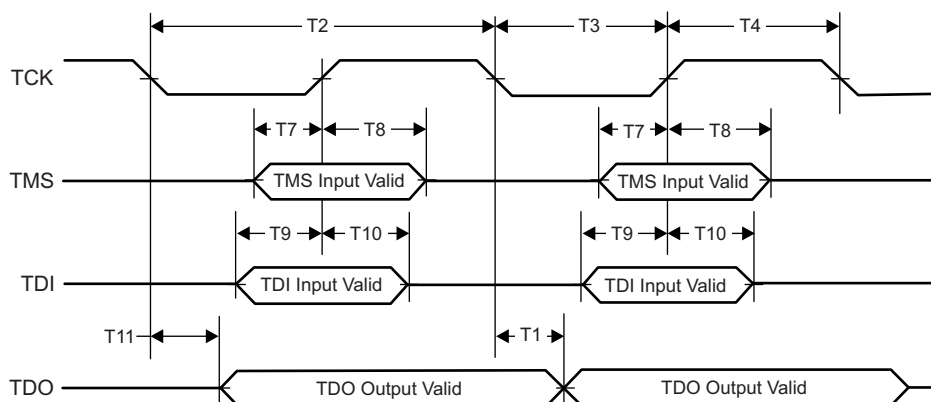 T2
T3
T4
TCK
T7
T8
T7
T8
TMS
TMS Input Valid
TMS Input Valid
T9
T10
T9
T10
TDI
TDI Input Valid
TDI Input Valid
T11
T1
TDO
TDO Output Valid
TDO Output Valid